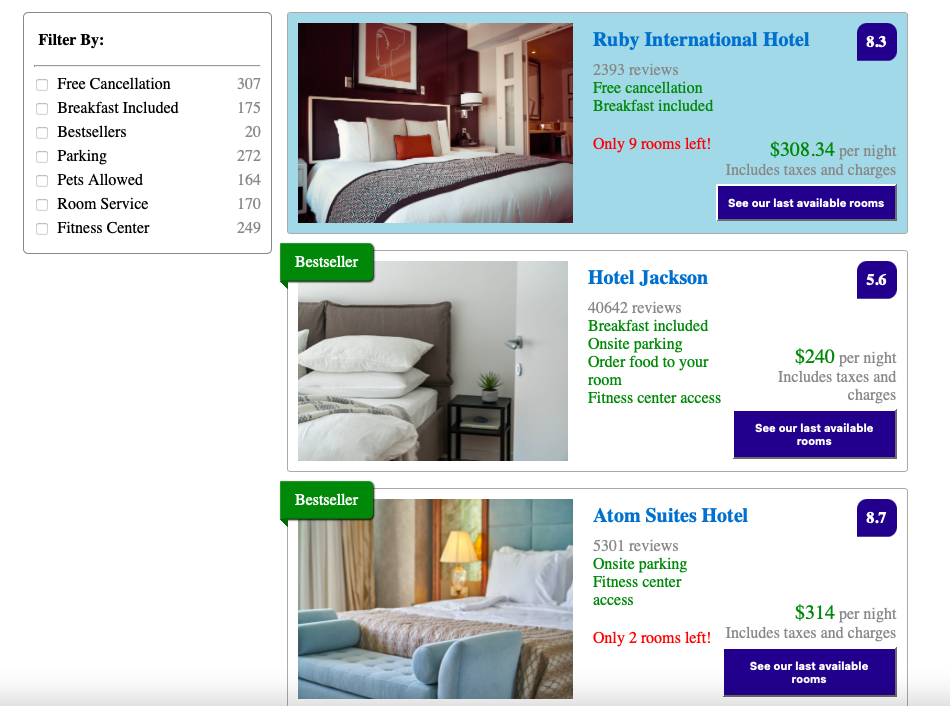 Filter By:
Free Cancellation 307
Breakfast Included 175
Bestsellers 20
Parking 272
Pets Allowed 164
Room Service 170
Fitness Center 249
Ruby International Hotel
8.3
2393 reviews
Free cancellation
Breakfast included
Only 9 rooms left!
$308.34 per night
Includes taxes and charges
See our last available rooms
Bestseller
Hotel Jackson
5.6
40642 reviews
Breakfast included
Onsite parking
Order food to your
room
Fitness center access
$240 per night
Includes taxes and
charges
See our last available
rooms
Bestseller
Atom Suites Hotel
8.7
5301 reviews
Onsite parking
Fitness center
access
Only 2 rooms left!
$314 per night
Includes taxes and charges
See our last available
rooms